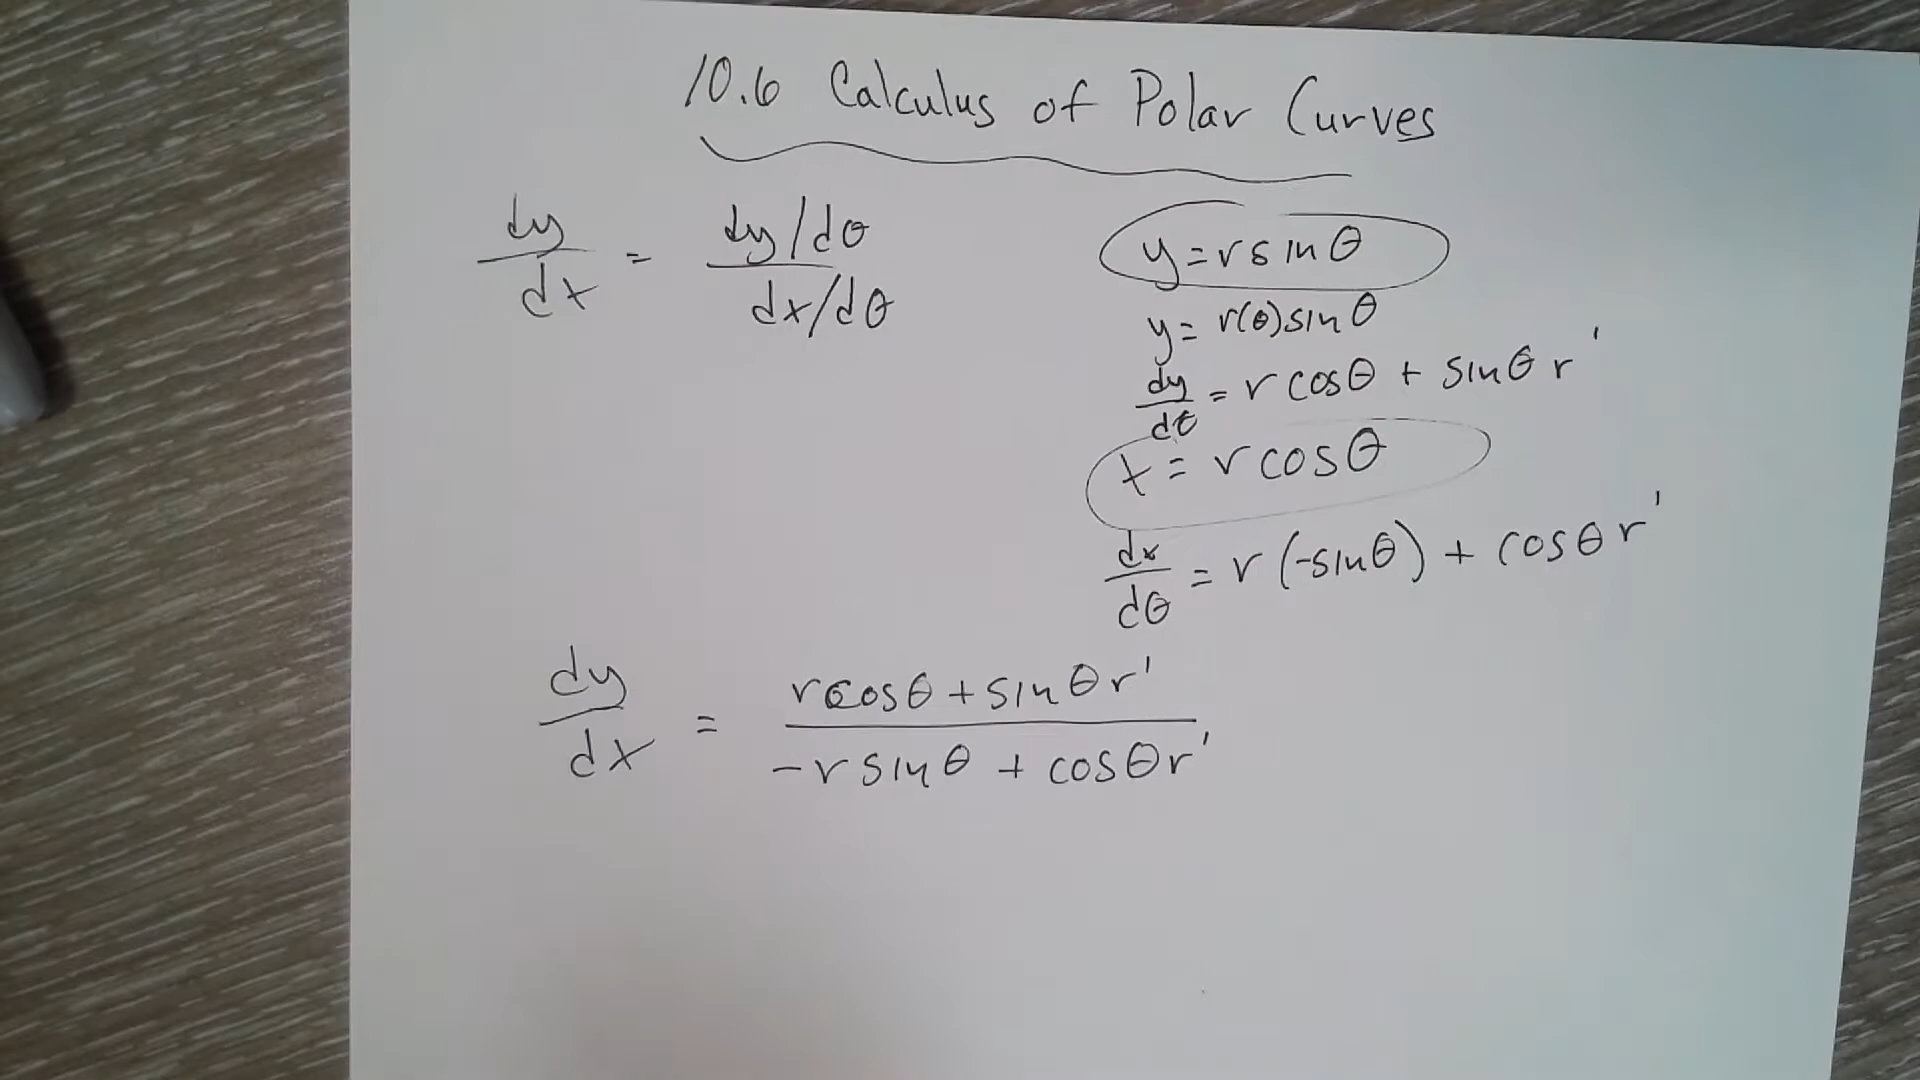 10.6 Calculus of Polar Curves
dy/dx = (dy/dθ)/(dx/dθ)
y = r sin θ
y = r(θ) sin θ
dy/dθ = r cos θ + sin θ r'
x = r cos θ
dx/dθ = r (-sin θ) + cos θ r'
dy/dx = (r cos θ + sin θ r')/(-r sin θ + cos θ r')